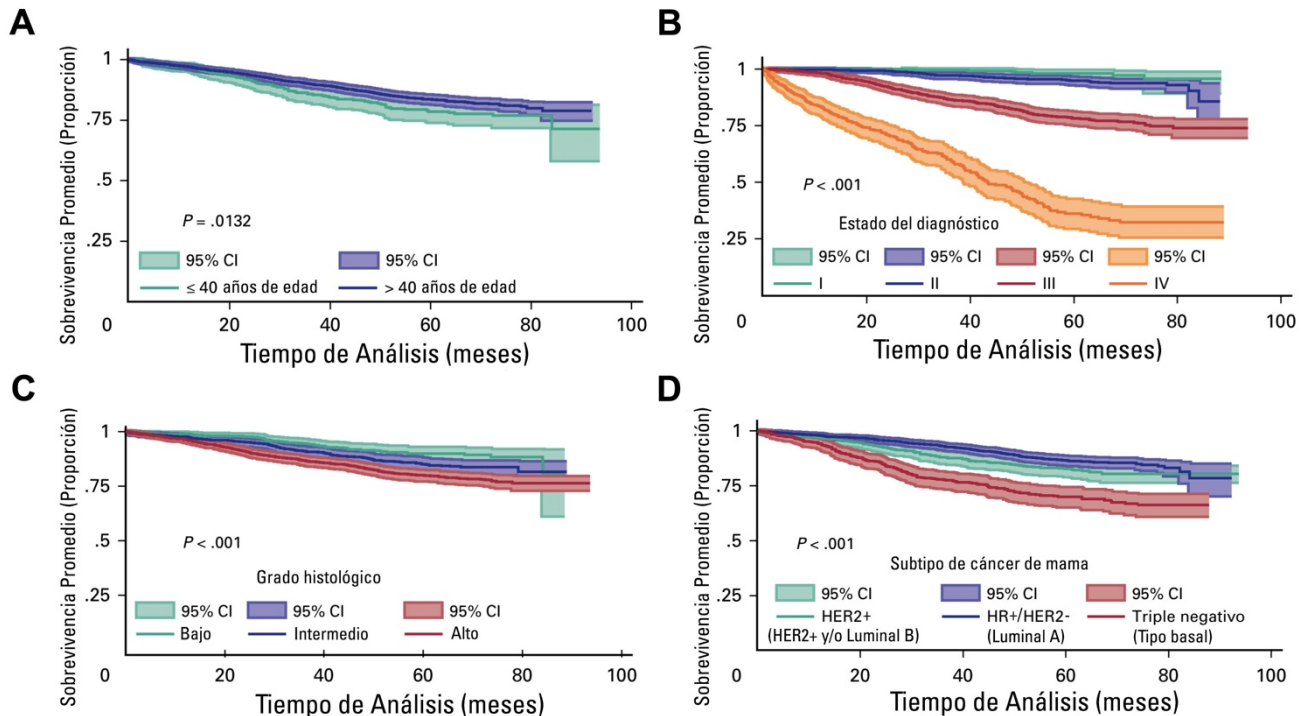 A
Sobrevivencia Promedio (Proporción)
1
0.75
.5
.25
0
P = .0132
95% CI
95% CI
≤ 40 años de edad
> 40 años de edad
20
40
60
80
100
Tiempo de Análisis (meses)
B
Sobrevivencia Promedio (Proporción)
1
0.75
.5
.25
0
P < .001
Estado del diagnóstico
95% CI
95% CI
95% CI
95% CI
I
II
III
IV
20
40
60
80
100
Tiempo de Análisis (meses)
C
Sobrevivencia Promedio (Proporción)
1
0.75
.5
.25
0
P < .001
Grado histológico
95% CI
95% CI
95% CI
Bajo
Intermedio
Alto
20
40
60
80
100
Tiempo de Análisis (meses)
D
Sobrevivencia Promedio (Proporción)
1
0.75
.5
.25
0
P < .001
Subtipo de cáncer de mama
95% CI
95% CI
95% CI
HER2+
(HER2+ y/o Luminal B)
HR+/HER2-
(Luminal A)
Triple negativo
(Tipo basal)
20
40
60
80
100
Tiempo de Análisis (meses)